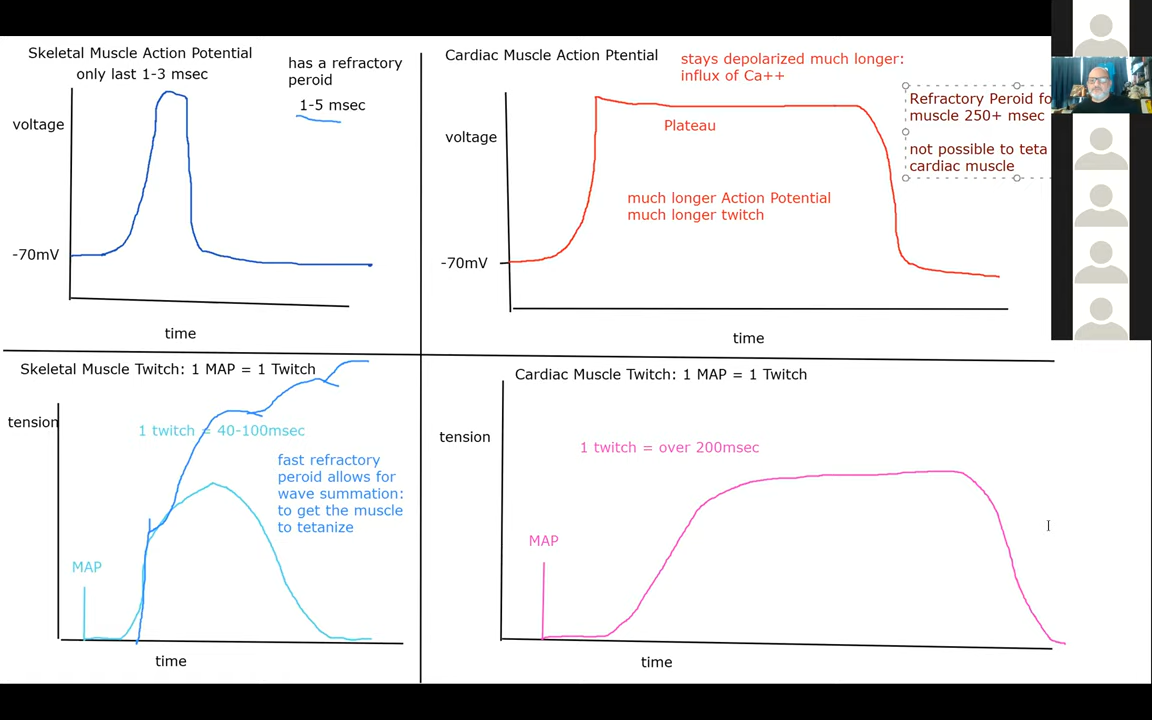 Skeletal Muscle Action Potential
only last 1-3 msec
has a refractory
peroid
1-5 msec
voltage
-70mV
time
Cardiac Muscle Action Ptential
stays depolarized much longer:
influx of Ca++
Refractory Peroid fo
muscle 250+ msec
not possible to teta
cardiac muscle
voltage
Plateau
much longer Action Potential
much longer twitch
-70mV
time
Skeletal Muscle Twitch: 1 MAP = 1 Twitch
tension
1 twitch = 40-100msec
fast refractory
peroid allows for
wave summation:
to get the muscle
to tetanize
MAP
time
Cardiac Muscle Twitch: 1 MAP = 1 Twitch
tension
1 twitch = over 200msec
MAP
time